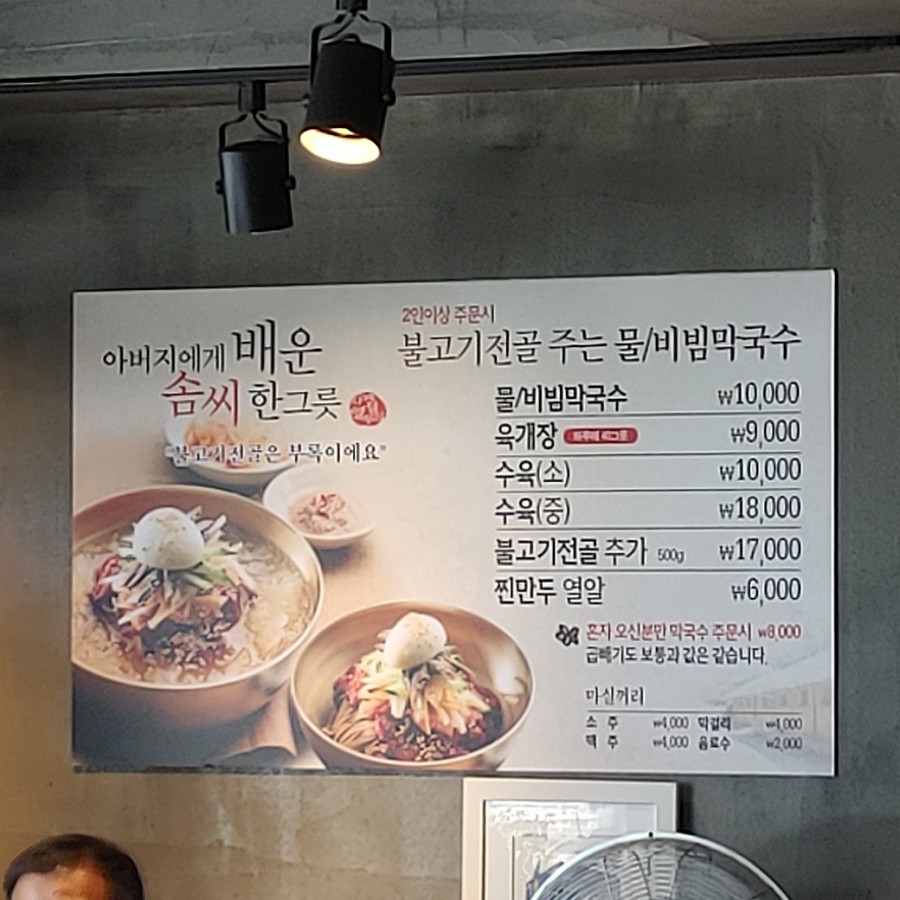 아버지에게 배운
솜씨 한그릇
"불고기전골은 부록이에요"
2인이상 주문시
불고기전골 주는 물/비빔막국수
물/비빔막국수 ₩10,000
육개장 ₩9,000
수육(소) ₩10,000
수육(중) ₩18,000
불고기전골 추가 500g ₩17,000
찐만두 열알 ₩6,000
혼자 오신분만 막국수 주문시 ₩8,000
곱빼기도 보통과 값은 같습니다.
마실꺼리
소 주 ₩4,000 막걸리 ₩4,000
맥 주 ₩4,000 음료수 ₩2,000